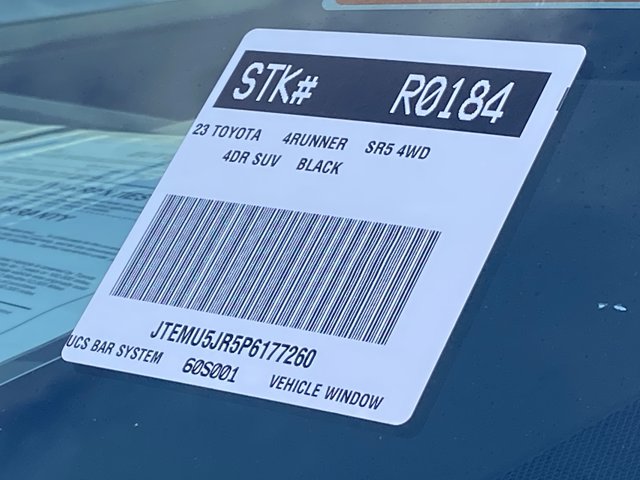 STK# R0184
23 TOYOTA 4RUNNER SR5 4WD
4DR SUV BLACK
JTEMU5JR5P6177260
UCS BAR SYSTEM 60S001 VEHICLE WINDOW